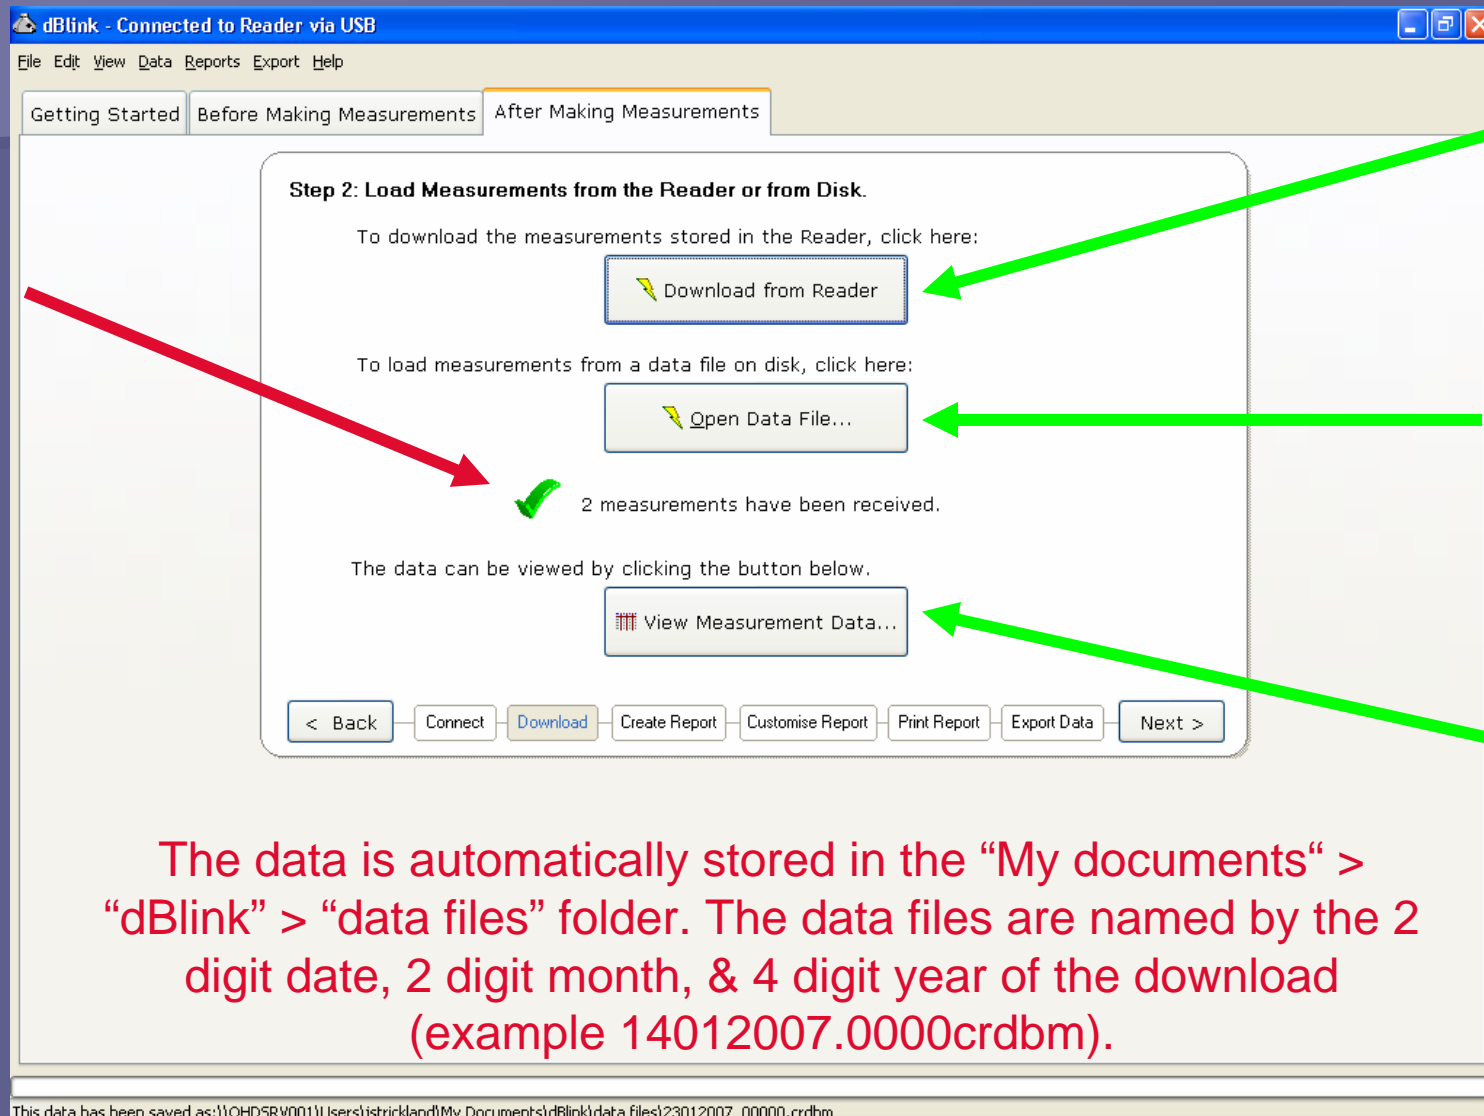 dBlink - Connected to Reader via USB
File Edit View Data Reports Export Help
Getting Started Before Making Measurements After Making Measurements
Step 2: Load Measurements from the Reader or from Disk.
To download the measurements stored in the Reader, click here:
Download from Reader
To load measurements from a data file on disk, click here:
Open Data File...
2 measurements have been received.
The data can be viewed by clicking the button below.
View Measurement Data...
< Back Connect Download Create Report Customise Report Print Report Export Data Next >
The data is automatically stored in the “My documents“ >
“dBlink” > “data files” folder. The data files are named by the 2
digit date, 2 digit month, & 4 digit year of the download
(example 14012007.0000crdbm).
This data has been saved as:\\OHDSRV001\Users\jstrickland\My Documents\dBlink\data files\23012007_00000.crdbm